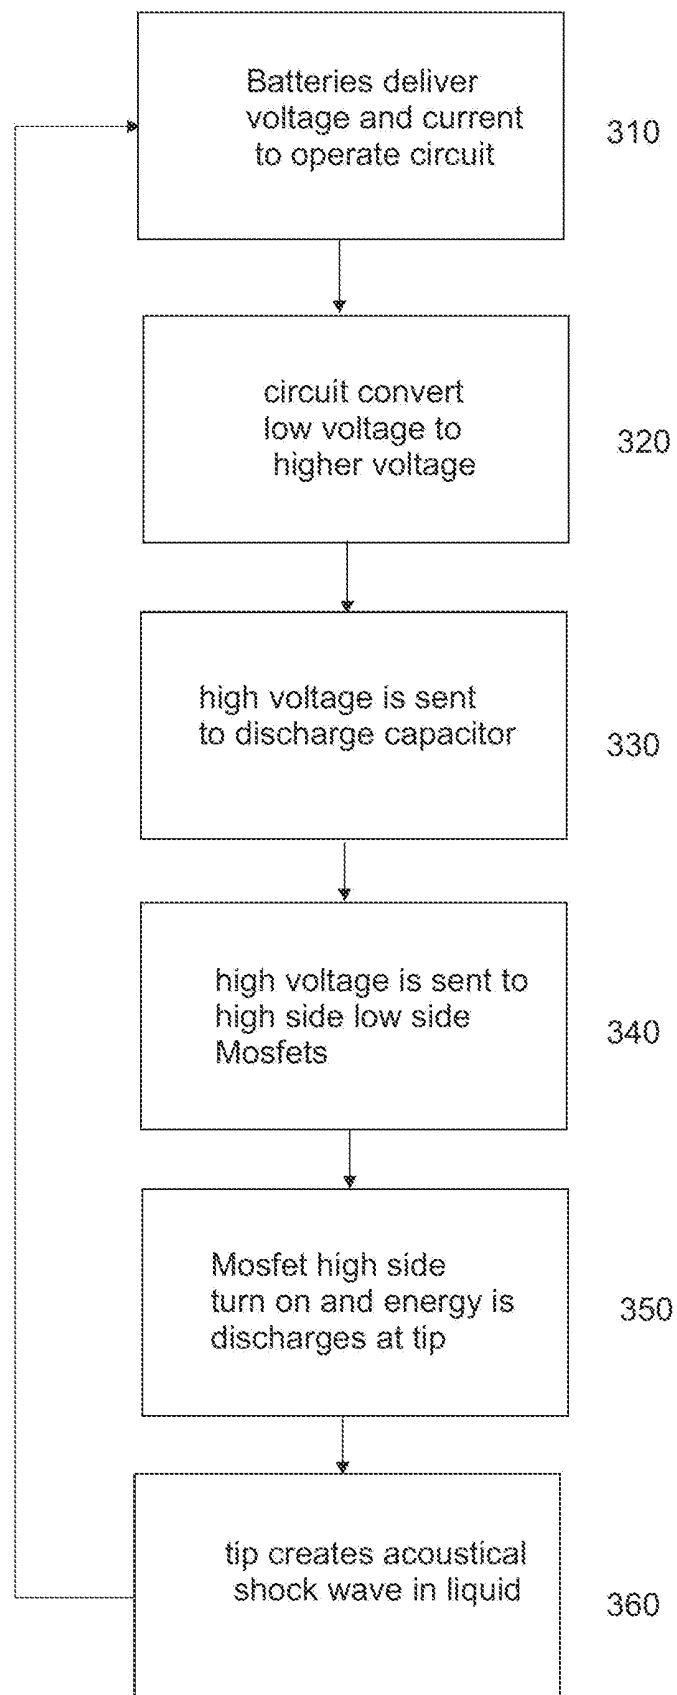 Batteries deliver
voltage and current
to operate circuit
310
circuit convert
low voltage to
higher voltage
320
high voltage is sent
to discharge capacitor
330
high voltage is sent to
high side low side
Mosfets
340
Mosfet high side
turn on and energy is
discharges at tip
350
tip creates acoustical
shock wave in liquid
360